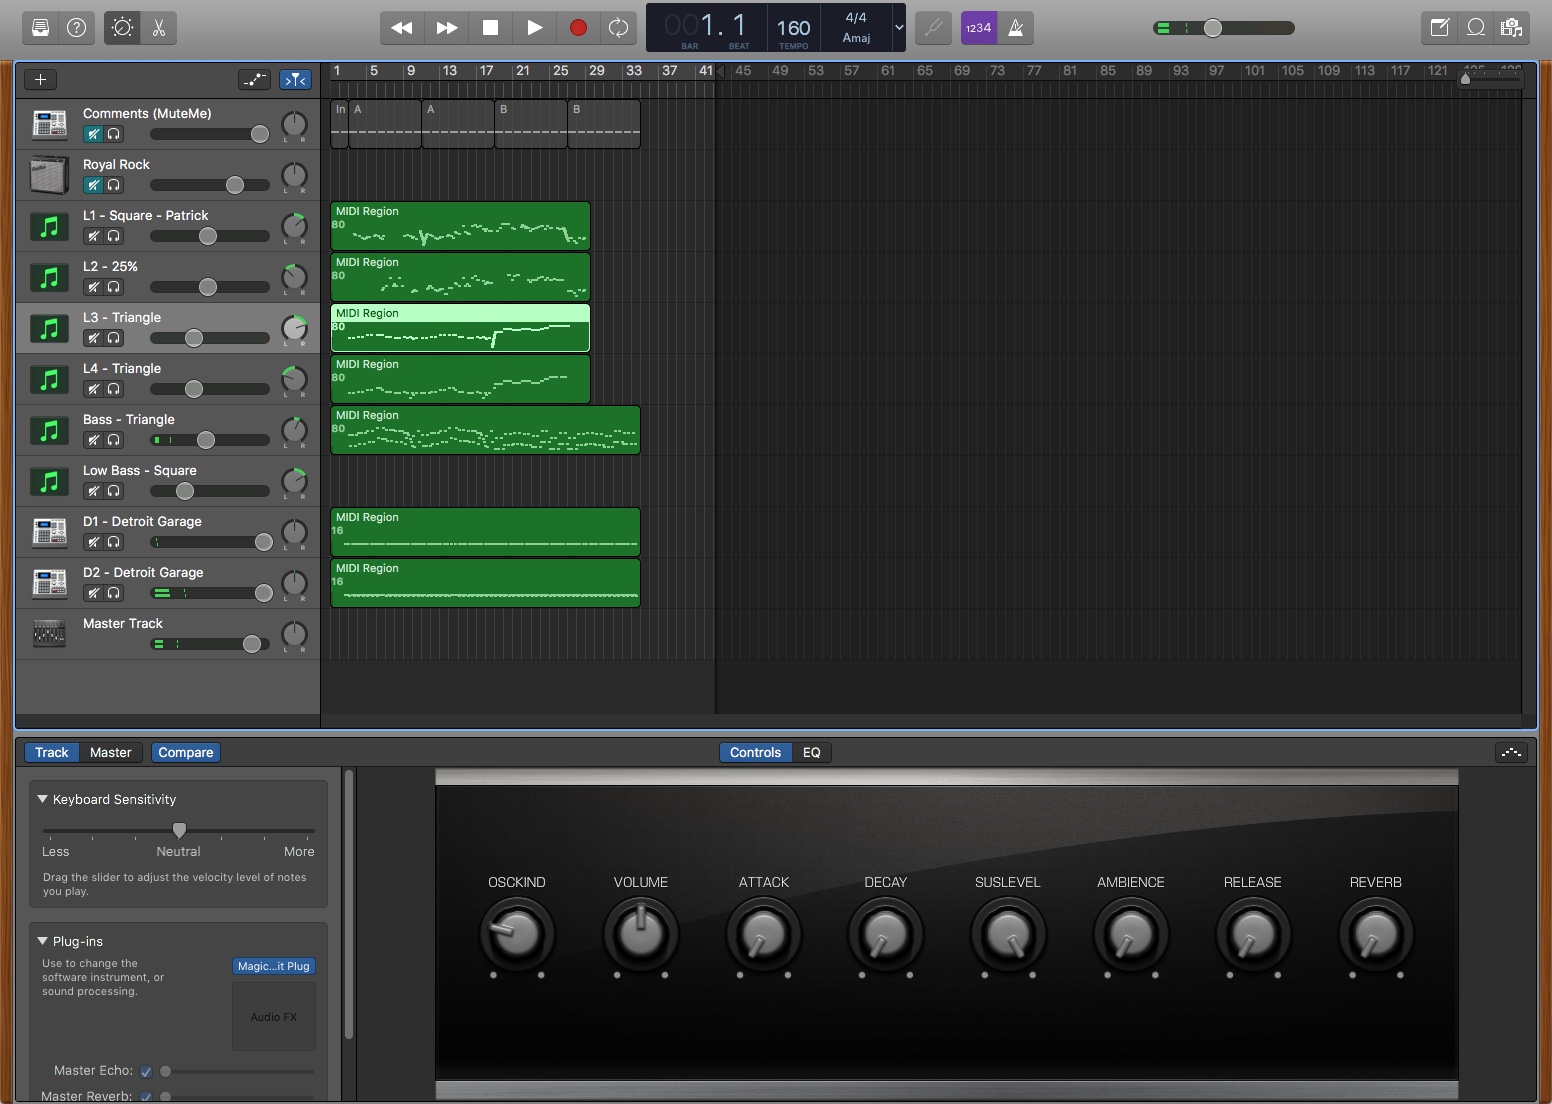 001. 1
BAR
BEAT
160
TEMPO
4/4
Amaj
1234
1 5 9 13 17 21 25 29 33 37 41 45 49 53 57 61 65 69 73 77 81 85 89 93 97 101 105 109 113 117 121
Comments (MuteMe)
L R
In A A B B
Royal Rock
L R
L1 - Square - Patrick
L R
MIDI Region
80
L2 - 25%
L R
MIDI Region
80
L3 - Triangle
L R
MIDI Region
80
L4 - Triangle
L R
MIDI Region
80
Bass - Triangle
L R
MIDI Region
80
Low Bass - Square
L R
D1 - Detroit Garage
L R
MIDI Region
16
D2 - Detroit Garage
L R
MIDI Region
16
Master Track
L R
Track Master Compare
Controls EQ
Keyboard Sensitivity
Less Neutral More
Drag the slider to adjust the velocity level of notes
you play.
Plug-ins
Use to change the
software instrument, or
sound processing.
Magic...it Plug
Audio FX
Master Echo:
Master Reverb:
OSCKIND VOLUME ATTACK DECAY SUSLEVEL AMBIENCE RELEASE REVERB